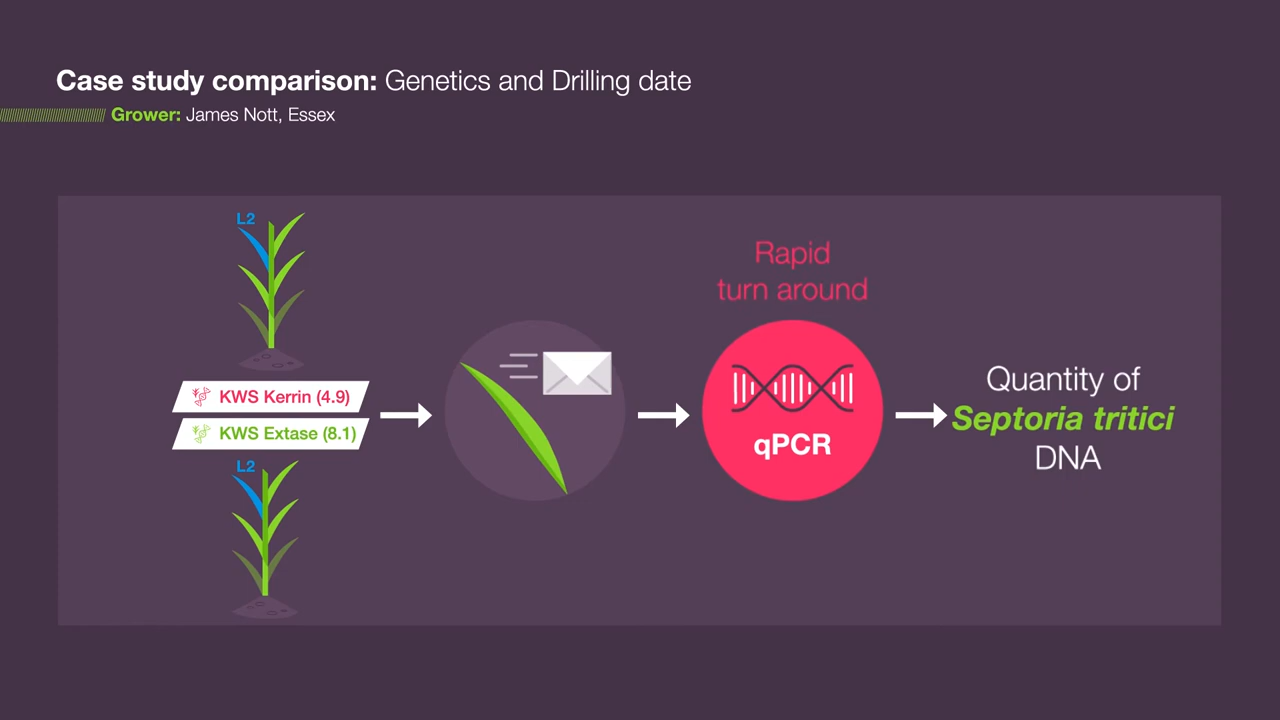 Case study comparison: Genetics and Drilling date
Grower: James Nott, Essex
L2
KWS Kerrin (4.9)
KWS Extase (8.1)
L2
Rapid
turn around
qPCR
Quantity of
Septoria tritici
DNA